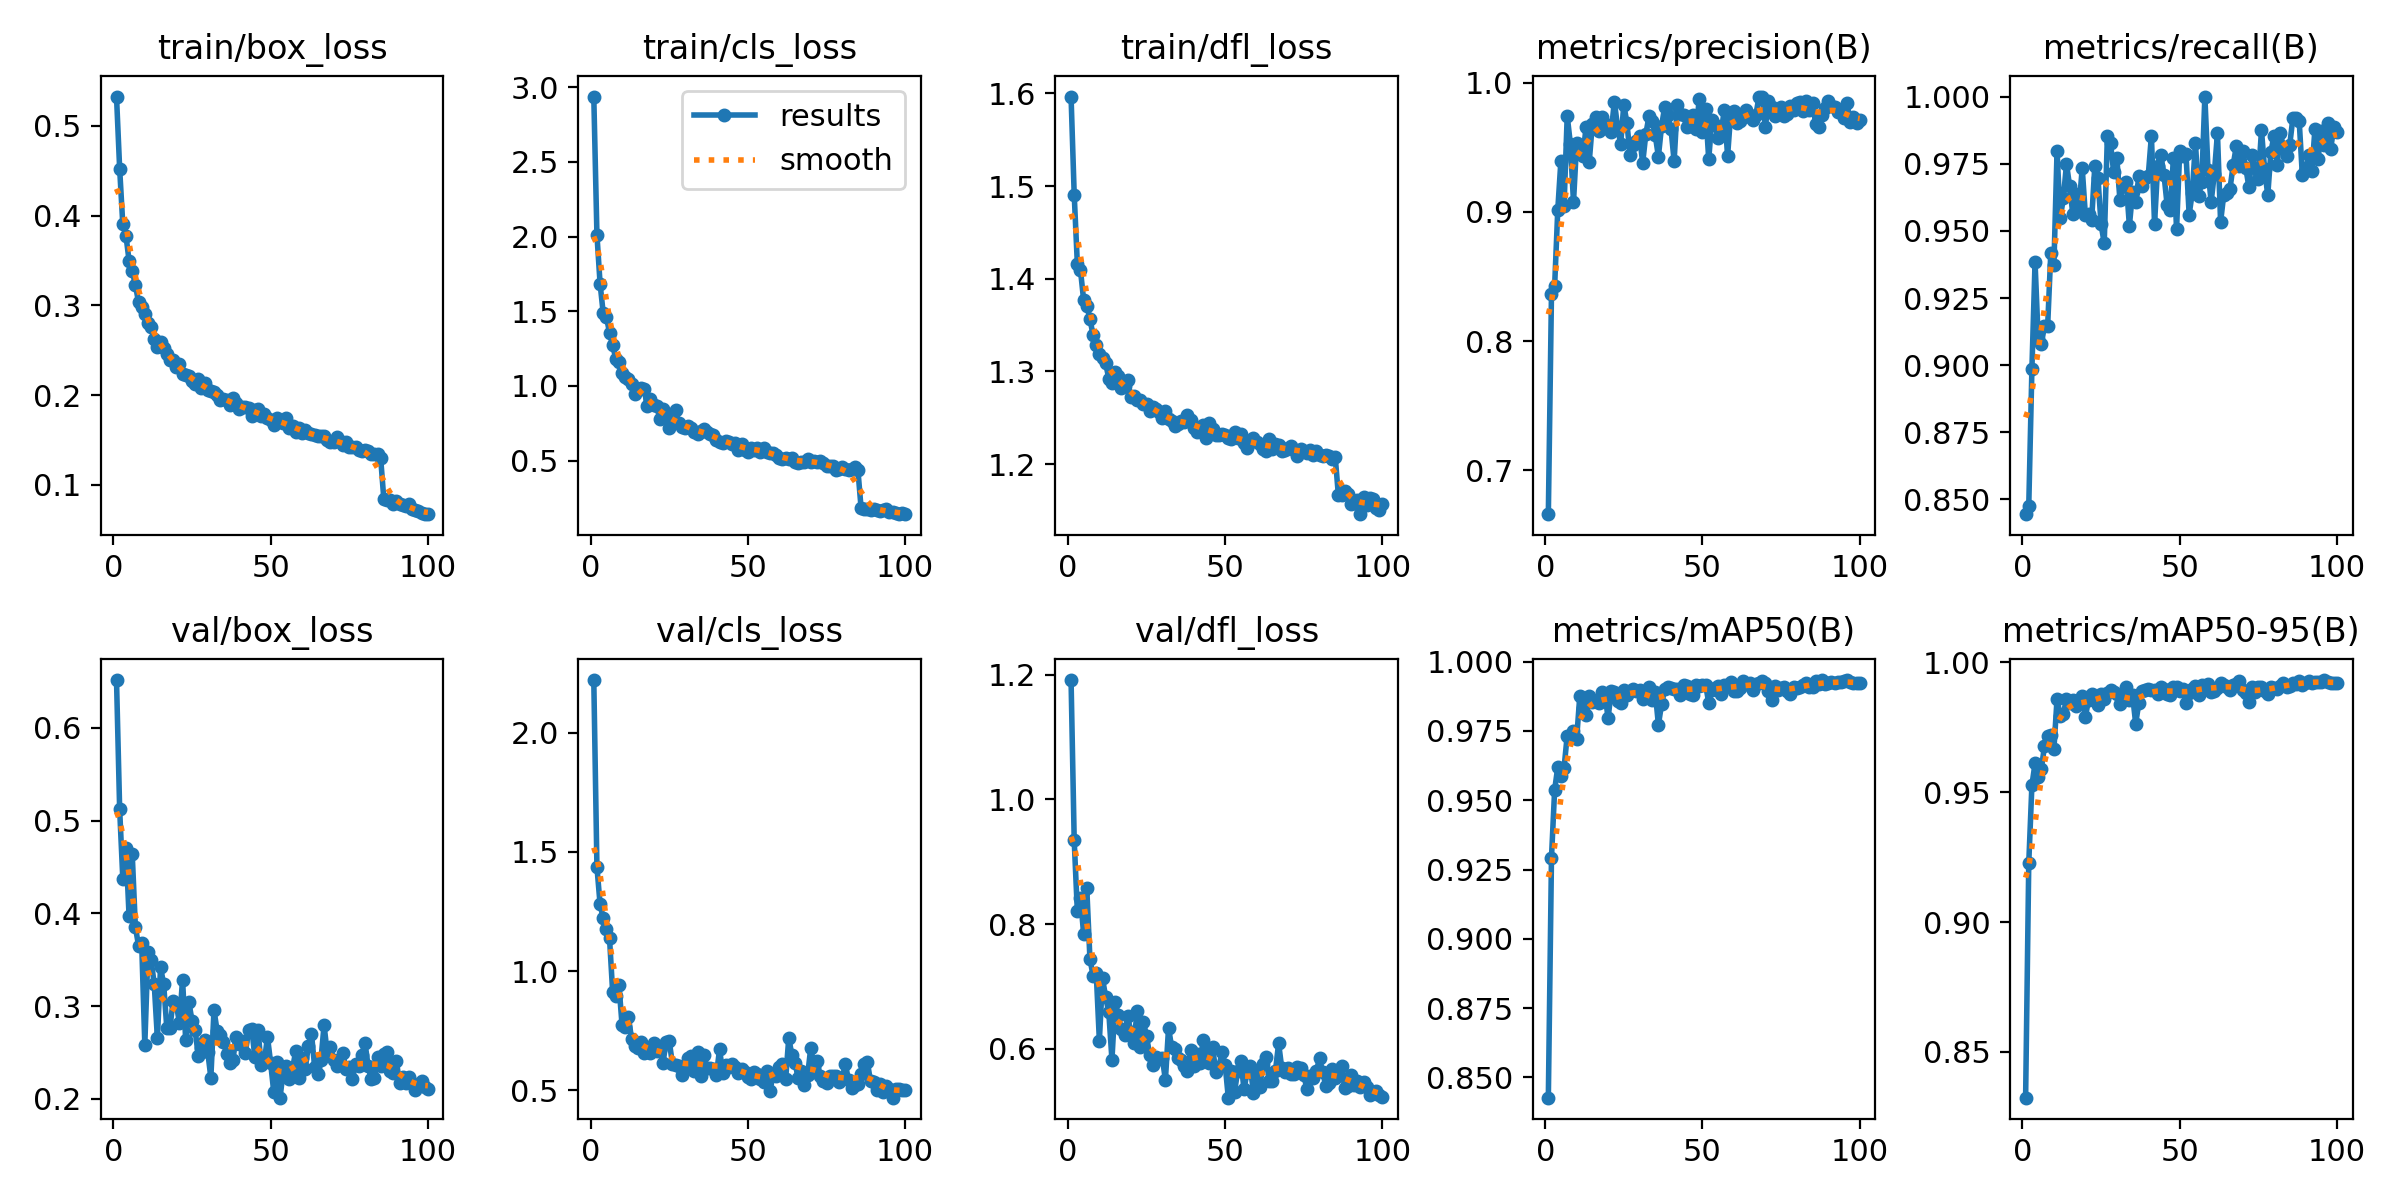 train/box_loss
0.5
0.4
0.3
0.2
0.1
0 50 100
train/cls_loss
results
smooth
3.0
2.5
2.0
1.5
1.0
0.5
0 50 100
train/dfl_loss
1.6
1.5
1.4
1.3
1.2
0 50 100
metrics/precision(B)
1.0
0.9
0.8
0.7
0 50 100
metrics/recall(B)
1.000
0.975
0.950
0.925
0.900
0.875
0.850
0 50 100
val/box_loss
0.6
0.5
0.4
0.3
0.2
0 50 100
val/cls_loss
2.0
1.5
1.0
0.5
0 50 100
val/dfl_loss
1.2
1.0
0.8
0.6
0 50 100
metrics/mAP50(B)
1.000
0.975
0.950
0.925
0.900
0.875
0.850
0 50 100
metrics/mAP50-95(B)
1.00
0.95
0.90
0.85
0 50 100